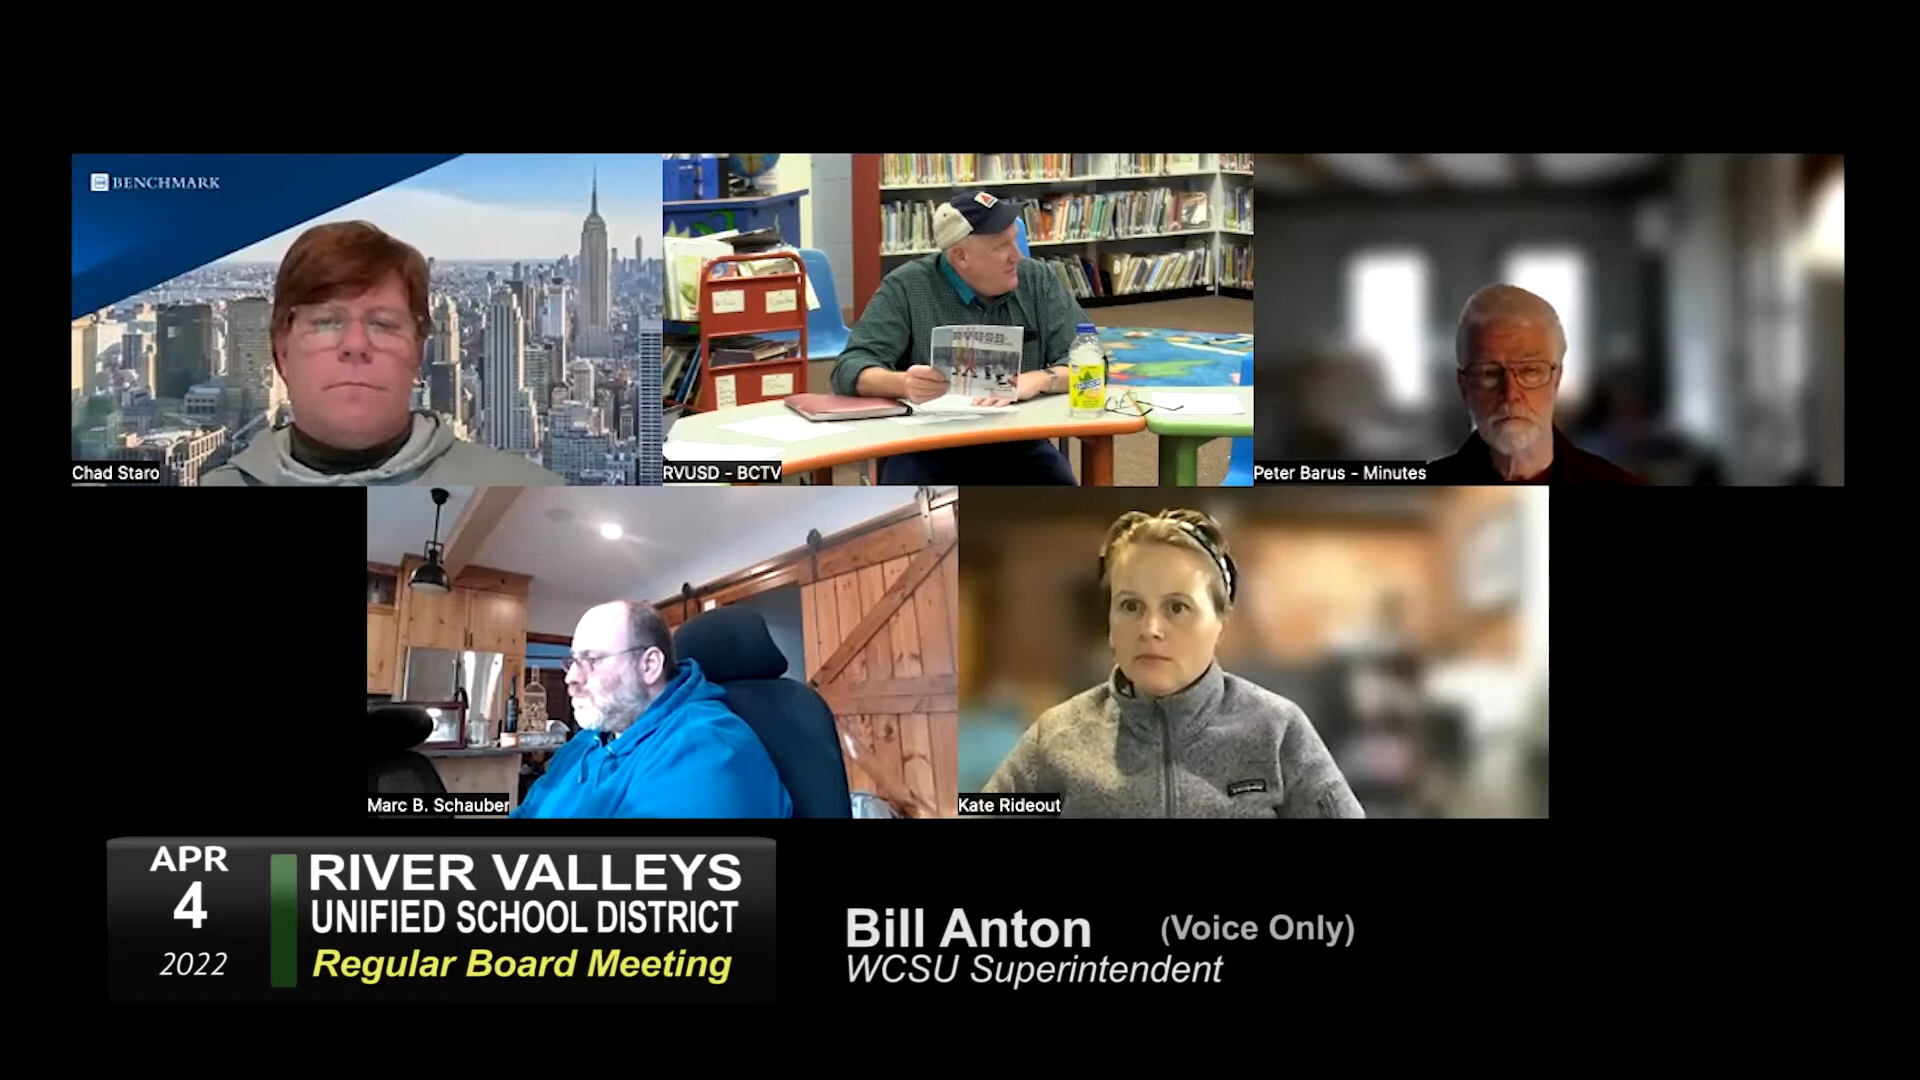 BENCHMARK
Chad Staro
RVUSD - BCTV
Peter Barus - Minutes
Marc B. Schauber
Kate Rideout
APR
4
2022
RIVER VALLEYS
UNIFIED SCHOOL DISTRICT
Regular Board Meeting
Bill Anton (Voice Only)
WCSU Superintendent